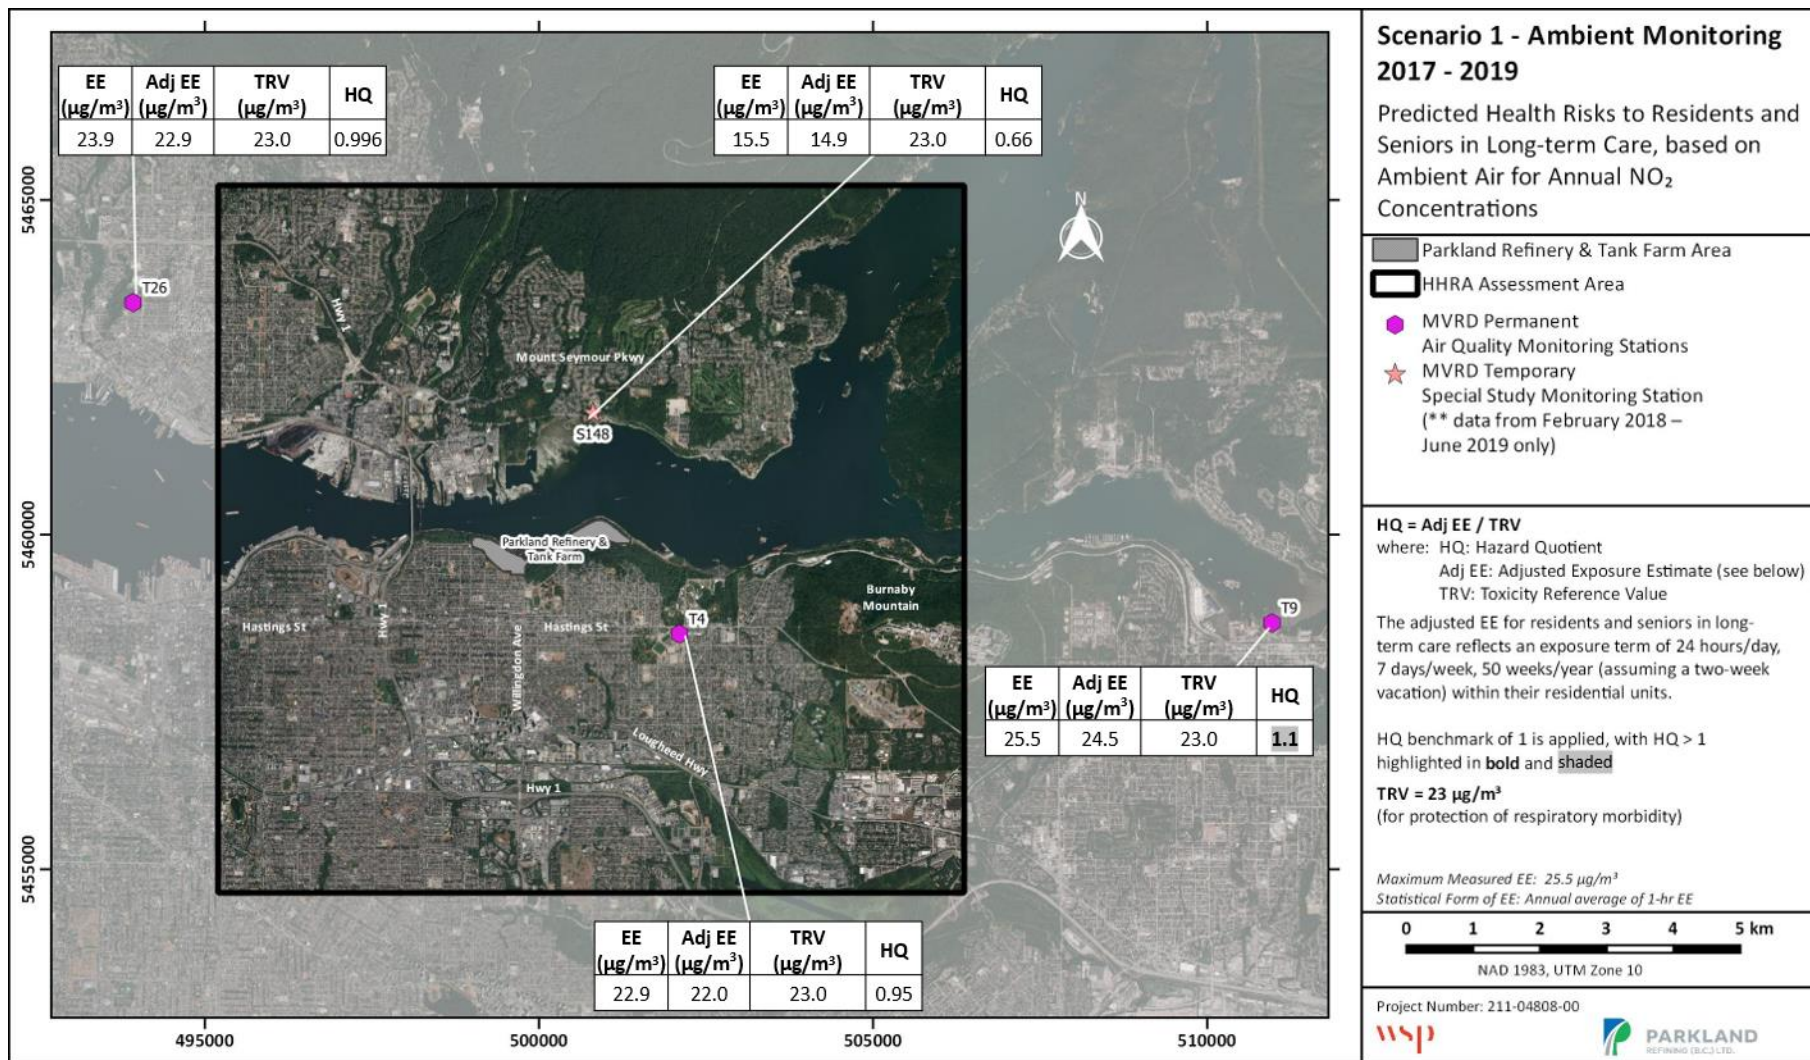 Scenario 1 - Ambient Monitoring
2017 - 2019
Predicted Health Risks to Residents and
Seniors in Long-term Care, based on
Ambient Air for Annual NO₂
Concentrations
Parkland Refinery & Tank Farm Area
HHRA Assessment Area
MVRD Permanent
Air Quality Monitoring Stations
MVRD Temporary
Special Study Monitoring Station
(** data from February 2018 –
June 2019 only)
HQ = Adj EE / TRV
where: HQ: Hazard Quotient
Adj EE: Adjusted Exposure Estimate (see below)
TRV: Toxicity Reference Value
The adjusted EE for residents and seniors in long-
term care reflects an exposure term of 24 hours/day,
7 days/week, 50 weeks/year (assuming a two-week
vacation) within their residential units.
HQ benchmark of 1 is applied, with HQ > 1
highlighted in bold and shaded
TRV = 23 µg/m³
(for protection of respiratory morbidity)
Maximum Measured EE: 25.5 µg/m³
Statistical Form of EE: Annual average of 1-hr EE
0 1 2 3 4 5 km
NAD 1983, UTM Zone 10
Project Number: 211-04808-00
wsp
PARKLAND
REFINING (B.C.) LTD.
EE (µg/m³) Adj EE (µg/m³) TRV (µg/m³) HQ
23.9 22.9 23.0 0.996
EE (µg/m³) Adj EE (µg/m³) TRV (µg/m³) HQ
15.5 14.9 23.0 0.66
N
T26
Hwy 1
Mount Seymour Pkwy
S148
Parkland Refinery &
Tank Farm
Burnaby
Mountain
T9
T4
Hastings St
Hwy 1
Willingdon Ave
Hastings St
Lougheed Hwy
Hwy 1
EE (µg/m³) Adj EE (µg/m³) TRV (µg/m³) HQ
25.5 24.5 23.0 1.1
EE (µg/m³) Adj EE (µg/m³) TRV (µg/m³) HQ
22.9 22.0 23.0 0.95
5465000
5460000
5455000
495000 500000 505000 510000